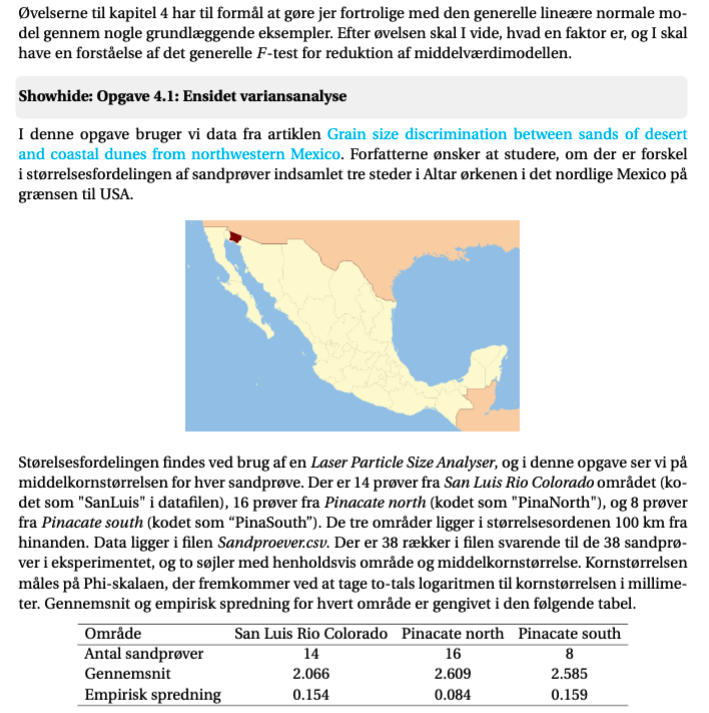 Øvelserne til kapitel 4 har til formål at gøre jer fortrolige med den generelle lineære normale mo-
del gennem nogle grundlæggende eksempler. Efter øvelsen skal I vide, hvad en faktor er, og I skal
have en forståelse af det generelle F-test for reduktion af middelværdimodellen.
Showhide: Opgave 4.1: Ensidet variansanalyse
I denne opgave bruger vi data fra artiklen Grain size discrimination between sands of desert
and coastal dunes from northwestern Mexico. Forfatterne ønsker at studere, om der er forskel
i størrelsesfordelingen af sandprøver indsamlet tre steder i Altar ørkenen i det nordlige Mexico på
grænsen til USA.
Størelsesfordelingen findes ved brug af en Laser Particle Size Analyser, og i denne opgave ser vi på
middelkornstørrelsen for hver sandprøve. Der er 14 prøver fra San Luis Rio Colorado området (ko-
det som "SanLuis" i datafilen), 16 prøver fra Pinacate north (kodet som "PinaNorth"), og 8 prøver
fra Pinacate south (kodet som “PinaSouth”). De tre områder ligger i størrelsesordenen 100 km fra
hinanden. Data ligger i filen Sandproever.csv. Der er 38 rækker i filen svarende til de 38 sandprø-
ver i eksperimentet, og to søjler med henholdsvis område og middelkornstørrelse. Kornstørrelsen
måles på Phi-skalaen, der fremkommer ved at tage to-tals logaritmen til kornstørrelsen i millime-
ter. Gennemsnit og empirisk spredning for hvert område er gengivet i den følgende tabel.
Område San Luis Rio Colorado Pinacate north Pinacate south
Antal sandprøver 14 16 8
Gennemsnit 2.066 2.609 2.585
Empirisk spredning 0.154 0.084 0.159